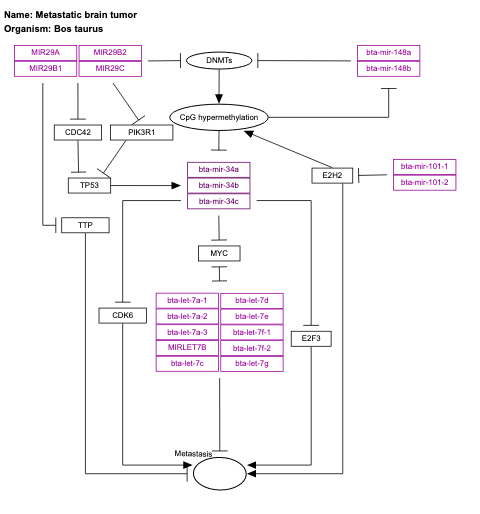 Name: Metastatic brain tumor
Organism: Bos taurus
MIR29A
MIR29B2
MIR29B1
MIR29C
DNMTs
bta-mir-148a
bta-mir-148b
CpG hypermethylation
CDC42
PIK3R1
bta-mir-34a
bta-mir-34b
bta-mir-34c
E2H2
bta-mir-101-1
bta-mir-101-2
TP53
TTP
MYC
bta-let-7a-1
bta-let-7d
bta-let-7a-2
bta-let-7e
bta-let-7a-3
bta-let-7f-1
MIRLET7B
bta-let-7f-2
bta-let-7c
bta-let-7g
CDK6
E2F3
Metastasis